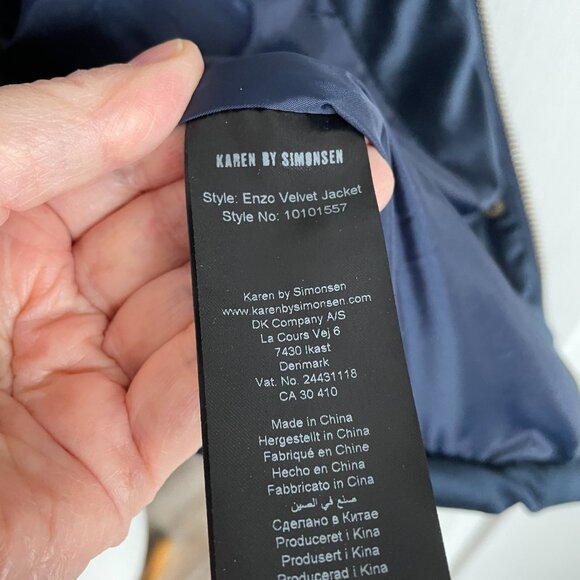 KAREN BY SIMONSEN
Style: Enzo Velvet Jacket
Style No: 10101557
Karen by Simonsen
www.karenbysimonsen.com
DK Company A/S
La Cours Vej 6
7430 Ikast
Denmark
Vat. No. 24431118
CA 30 410
Made in China
Hergestellt in China
Fabriqué en Chine
Hecho en China
Fabbricato in Cina
صنع في الصين
Сделано в Китае
Produceret i Kina
Produsert i Kina
Producerad i Kina